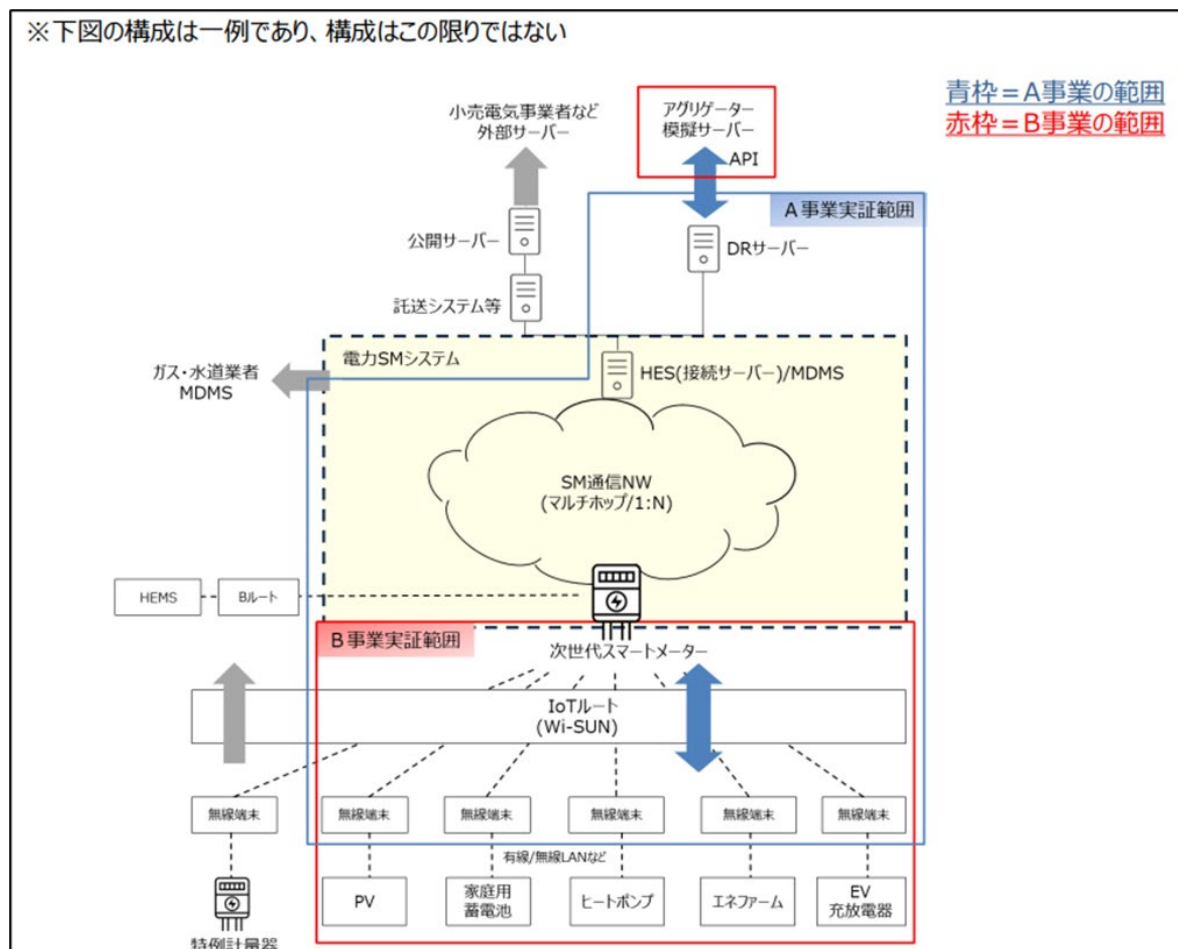 ※下図の構成は一例であり、構成はこの限りではない
青枠＝A事業の範囲
赤枠＝B事業の範囲
小売電気事業者など
外部サーバー
アグリゲーター
模擬サーバー
API
A事業実証範囲
公開サーバー
DRサーバー
託送システム等
電力SMシステム
ガス・水道業者
MDMS
HES(接続サーバー)/MDMS
SM通信NW
(マルチホップ/1:N)
HEMS
Bルート
B事業実証範囲
次世代スマートメーター
IoTルート
(Wi-SUN)
無線端末
無線端末
無線端末
無線端末
無線端末
無線端末
有線/無線LANなど
PV
家庭用
蓄電池
ヒートポンプ
エネファーム
EV
充放電器
特例計量器